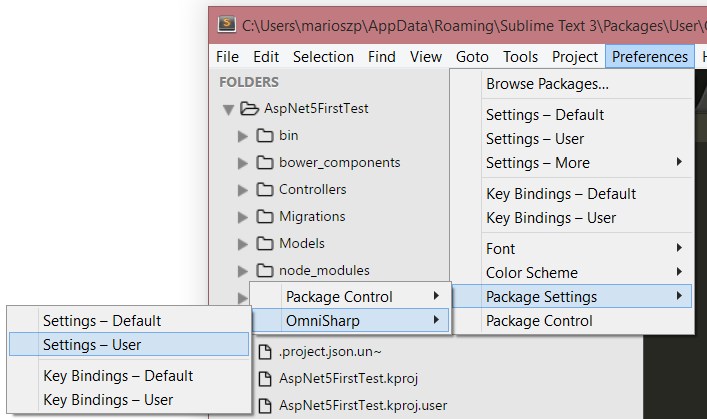 C:\Users\marioszp\AppData\Roaming\Sublime Text 3\Packages\User\
File Edit Selection Find View Goto Tools Project Preferences
FOLDERS
AspNet5FirstTest
bin
bower_components
Controllers
Migrations
Models
node_modules
.project.json.un~
AspNet5FirstTest.kproj
AspNet5FirstTest.kproj.user
Browse Packages...
Settings – Default
Settings – User
Settings – More
Key Bindings – Default
Key Bindings – User
Font
Color Scheme
Package Settings
Package Control
Package Control
OmniSharp
Settings – Default
Settings – User
Key Bindings – Default
Key Bindings – User